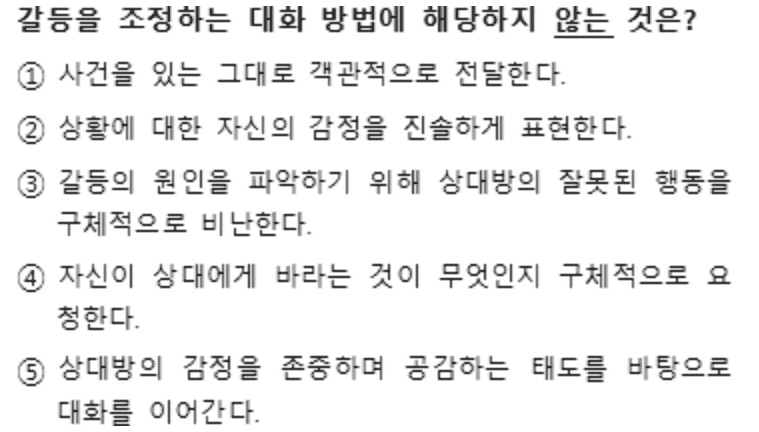 갈등을 조정하는 대화 방법에 해당하지 않는 것은?
① 사건을 있는 그대로 객관적으로 전달한다.
② 상황에 대한 자신의 감정을 진솔하게 표현한다.
③ 갈등의 원인을 파악하기 위해 상대방의 잘못된 행동을
구체적으로 비난한다.
④ 자신이 상대에게 바라는 것이 무엇인지 구체적으로 요
청한다.
⑤ 상대방의 감정을 존중하며 공감하는 태도를 바탕으로
대화를 이어간다.